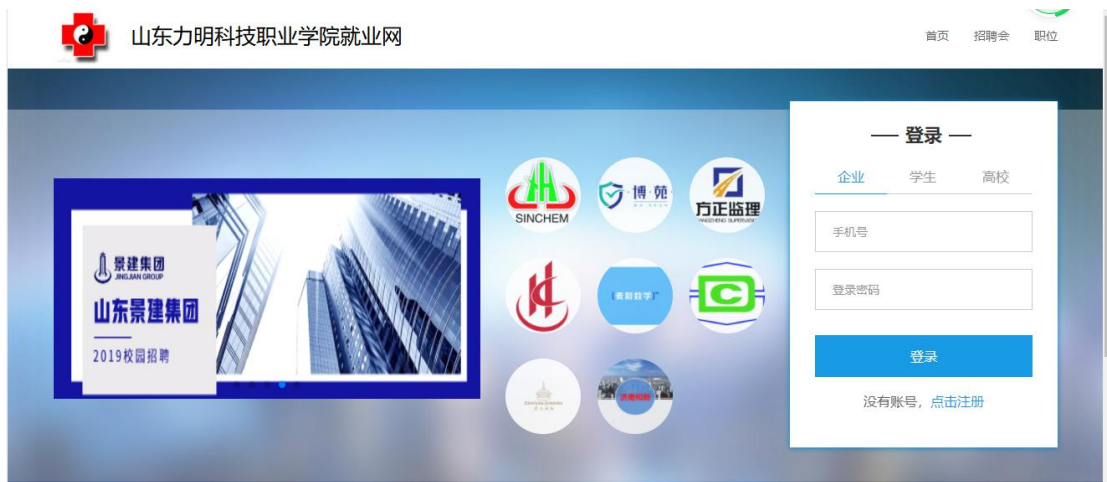 山东力明科技职业学院就业网
首页 招聘会 职位
登录
企业 学生 高校
手机号
登录密码
登录
没有账号，点击注册
景建集团
JINGJIAN GROUP
山东景建集团
2019校园招聘
SINCHEM
博·苑
方正监理